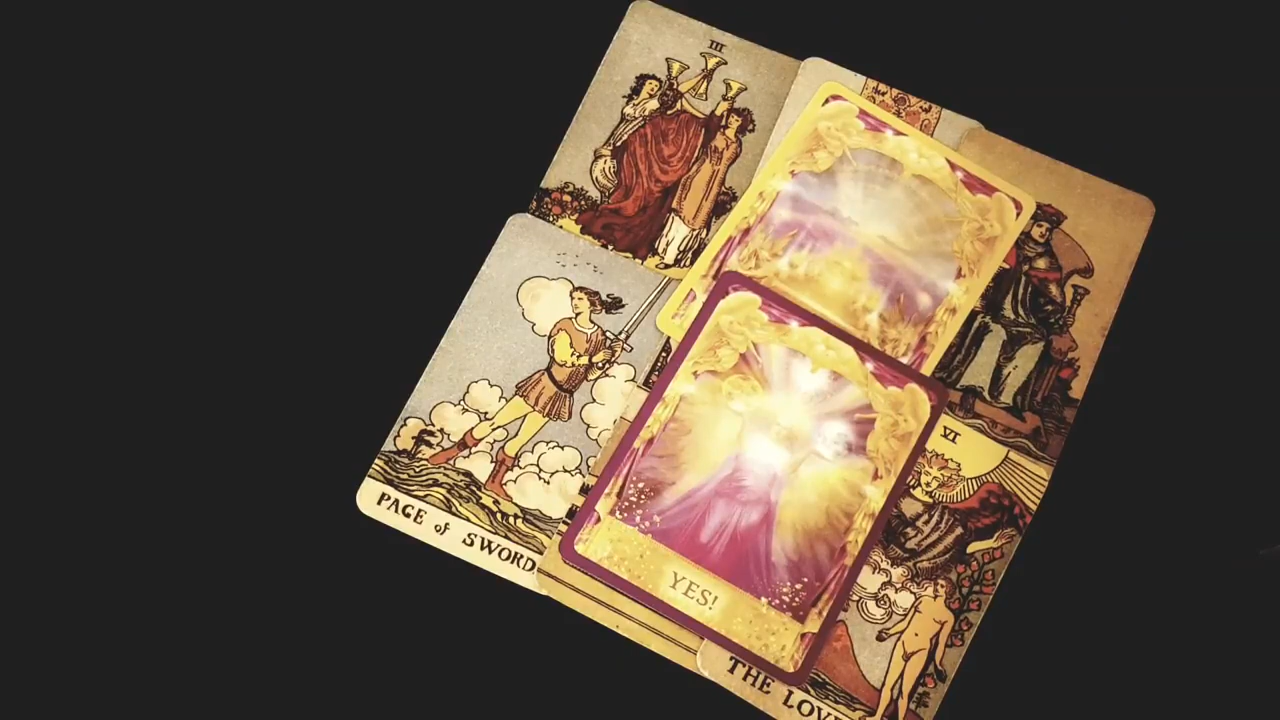 III
PAGE of SWORD
YES!
VI
THE LOV